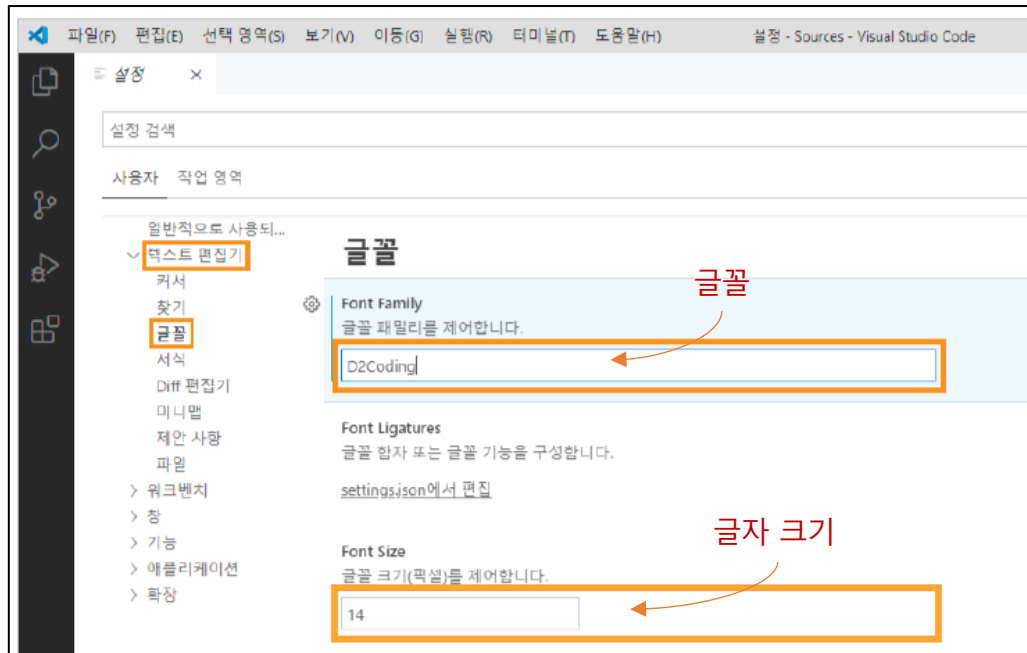 파일(F) 편집(E) 선택 영역(S) 보기(V) 이동(G) 실행(R) 터미널(T) 도움말(H) 설정 - Sources - Visual Studio Code
설정 ×
설정 검색
사용자 작업 영역
일반적으로 사용되...
텍스트 편집기
커서
찾기
글꼴
서식
Diff 편집기
미니맵
제안 사항
파일
워크벤치
창
기능
애플리케이션
확장
글꼴
글꼴
Font Family
글꼴 패밀리를 제어합니다.
D2Coding
Font Ligatures
글꼴 합자 또는 글꼴 기능을 구성합니다.
settings.json에서 편집
글자 크기
Font Size
글꼴 크기(픽셀)를 제어합니다.
14